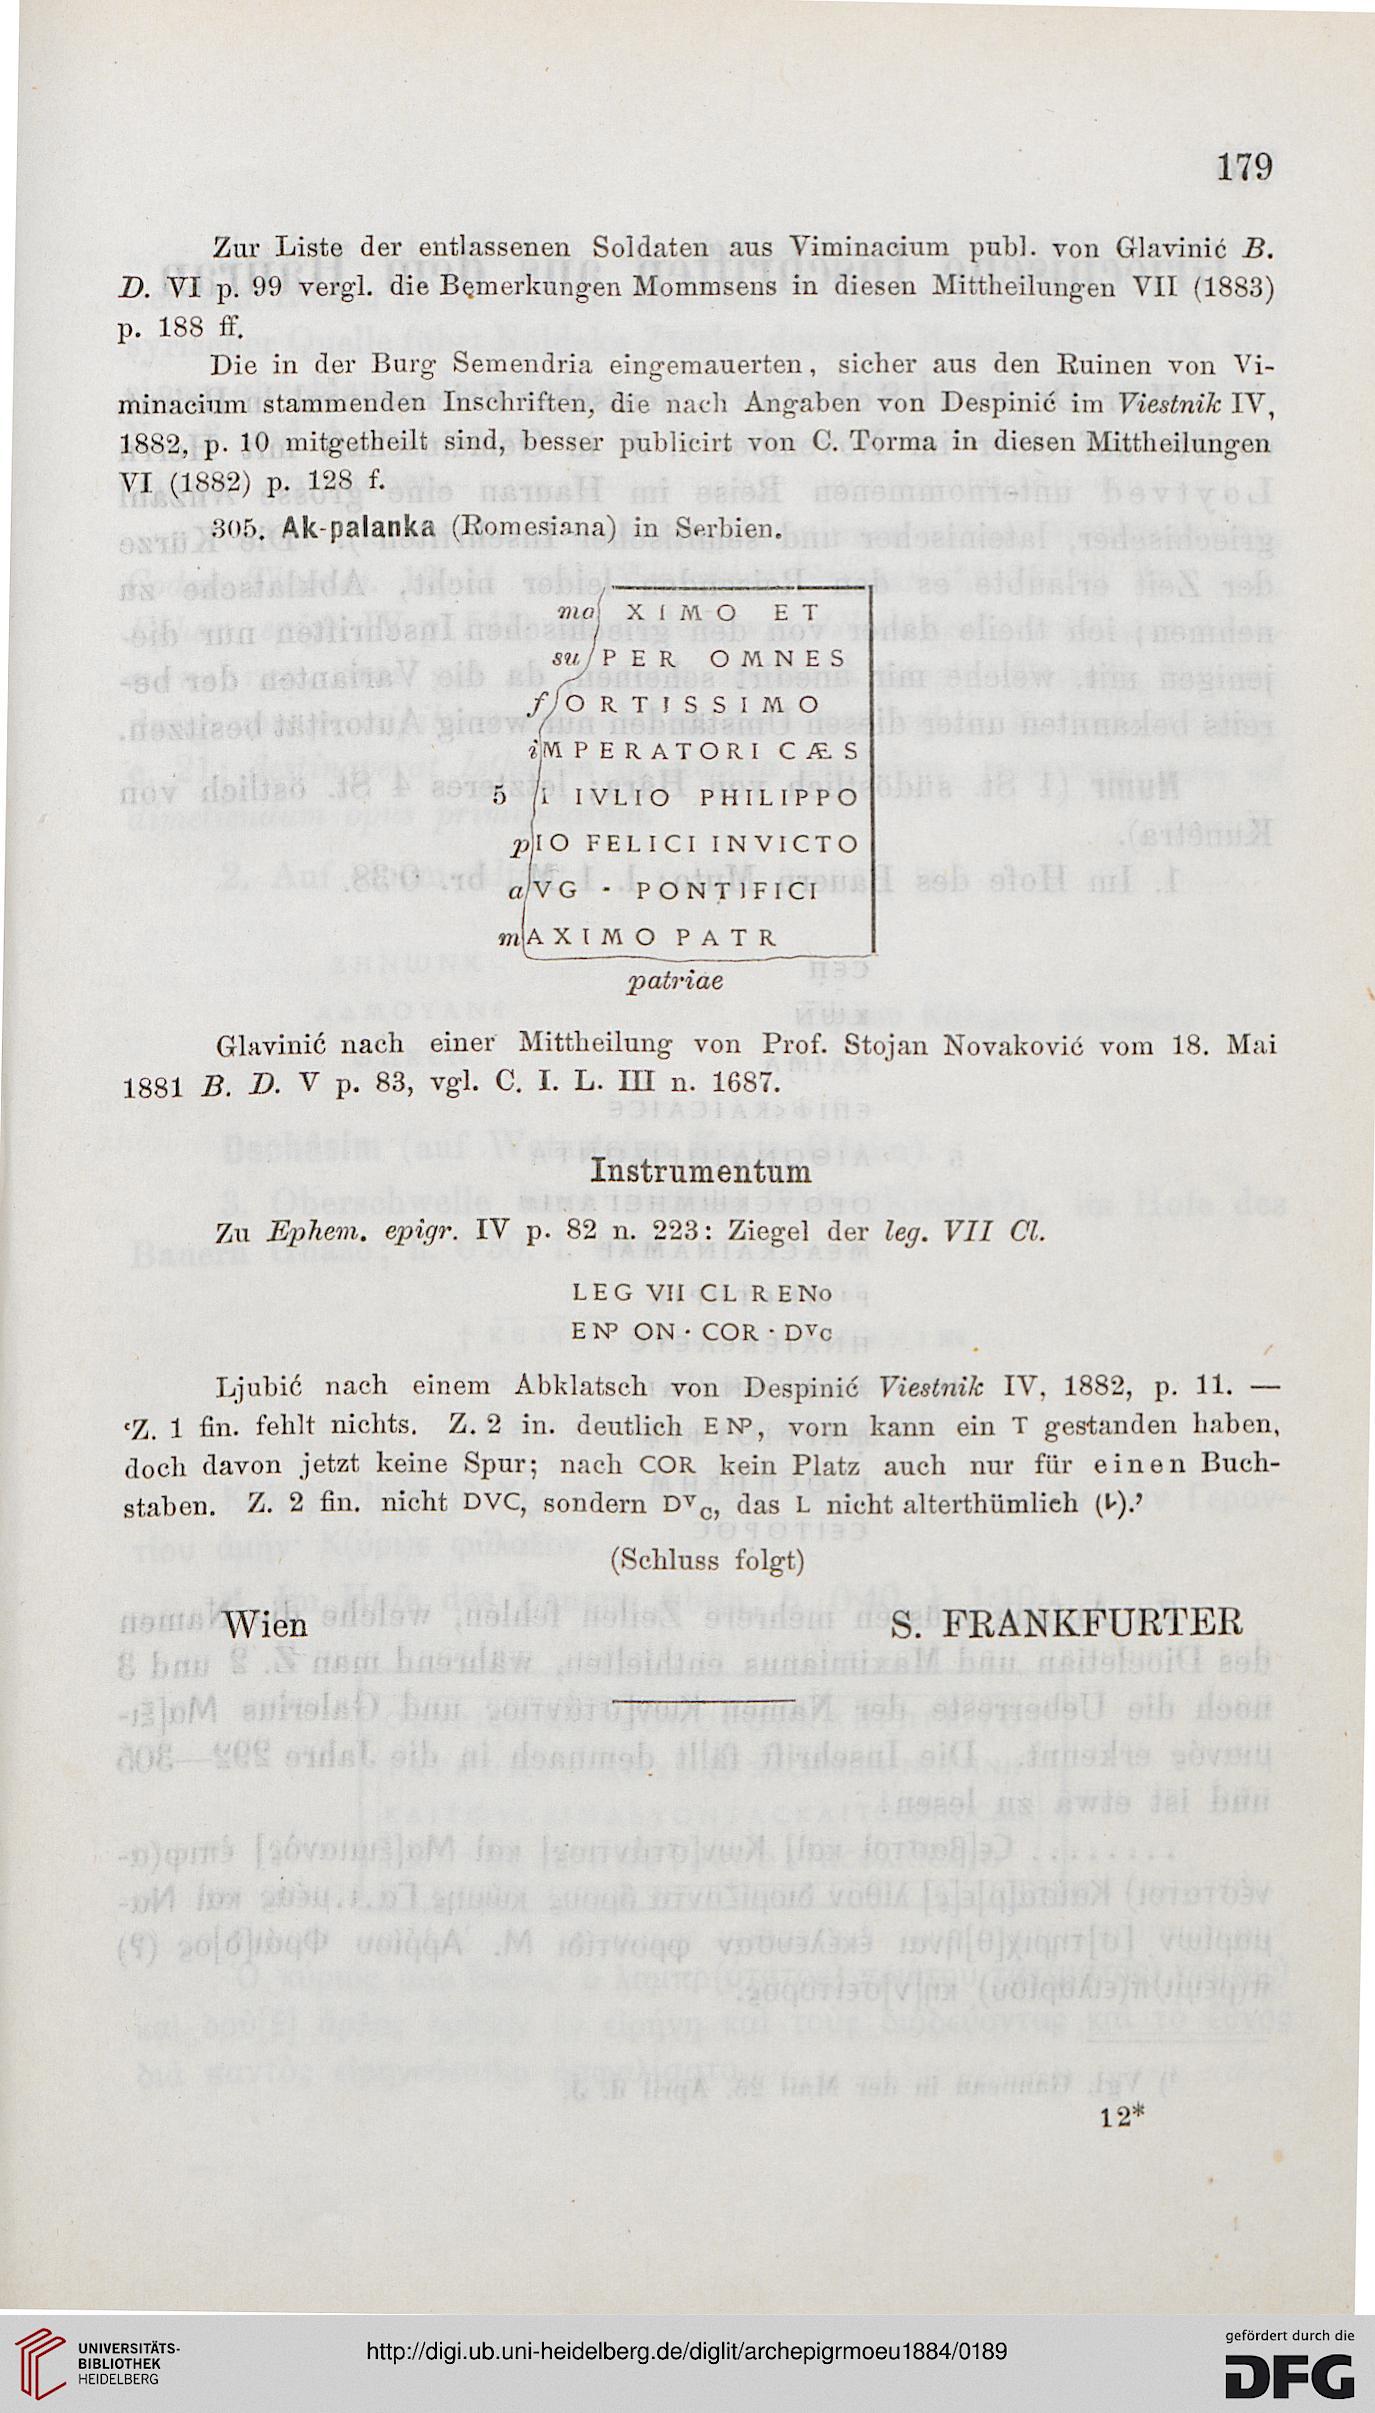 179
Zur Liste der entlassenen Soldaten aus Viminacium publ. von Glavinić B.
D. VI p. 99 vergl. die Bemerkungen Mommsens in diesen Mittheilungen VII (1883)
p. 188 ff.
Die in der Burg Semendria eingemauerten, sicher aus den Ruinen von Vi-
minacium stammenden Inschriften, die nach Angaben von Despinić im Viestnik IV,
1882, p. 10 mitgetheilt sind, besser publicirt von C. Torma in diesen Mittheilungen
VI (1882) p. 128 f.
305. Ak-palanka (Romesiana) in Serbien.
ma XIMO ET
su PER OMNES
f ORTISSIMO
i MPERATORI CÆS
5 I IVLIO PHILIPPO
p IO FELICI INVICTO
a VG - PONTIFICI
m AXIMO PATR
patriae
Glavinić nach einer Mittheilung von Prof. Stojan Novaković vom 18. Mai
1881 B. D. V p. 83, vgl. C. I. L. III n. 1687.
Instrumentum
Zu Ephem. epigr. IV p. 82 n. 223: Ziegel der leg. VII Cl.
LEG VII CL R ENo
ENP ON · COR · DVC
Ljubić nach einem Abklatsch von Despinić Viestnik IV, 1882, p. 11. —
‘Z. 1 fin. fehlt nichts. Z. 2 in. deutlich ENP, vorn kann ein T gestanden haben,
doch davon jetzt keine Spur; nach COR kein Platz auch nur für einen Buch-
staben. Z. 2 fin. nicht DVC, sondern DVC, das L nicht alterthümlich (Ⱶ).’
(Schluss folgt)
Wien S. FRANKFURTER
12*
UNIVERSITÄTS-
BIBLIOTHEK
HEIDELBERG
http://digi.ub.uni-heidelberg.de/diglit/archepigrmoeu1884/0189
gefördert durch die
DFG